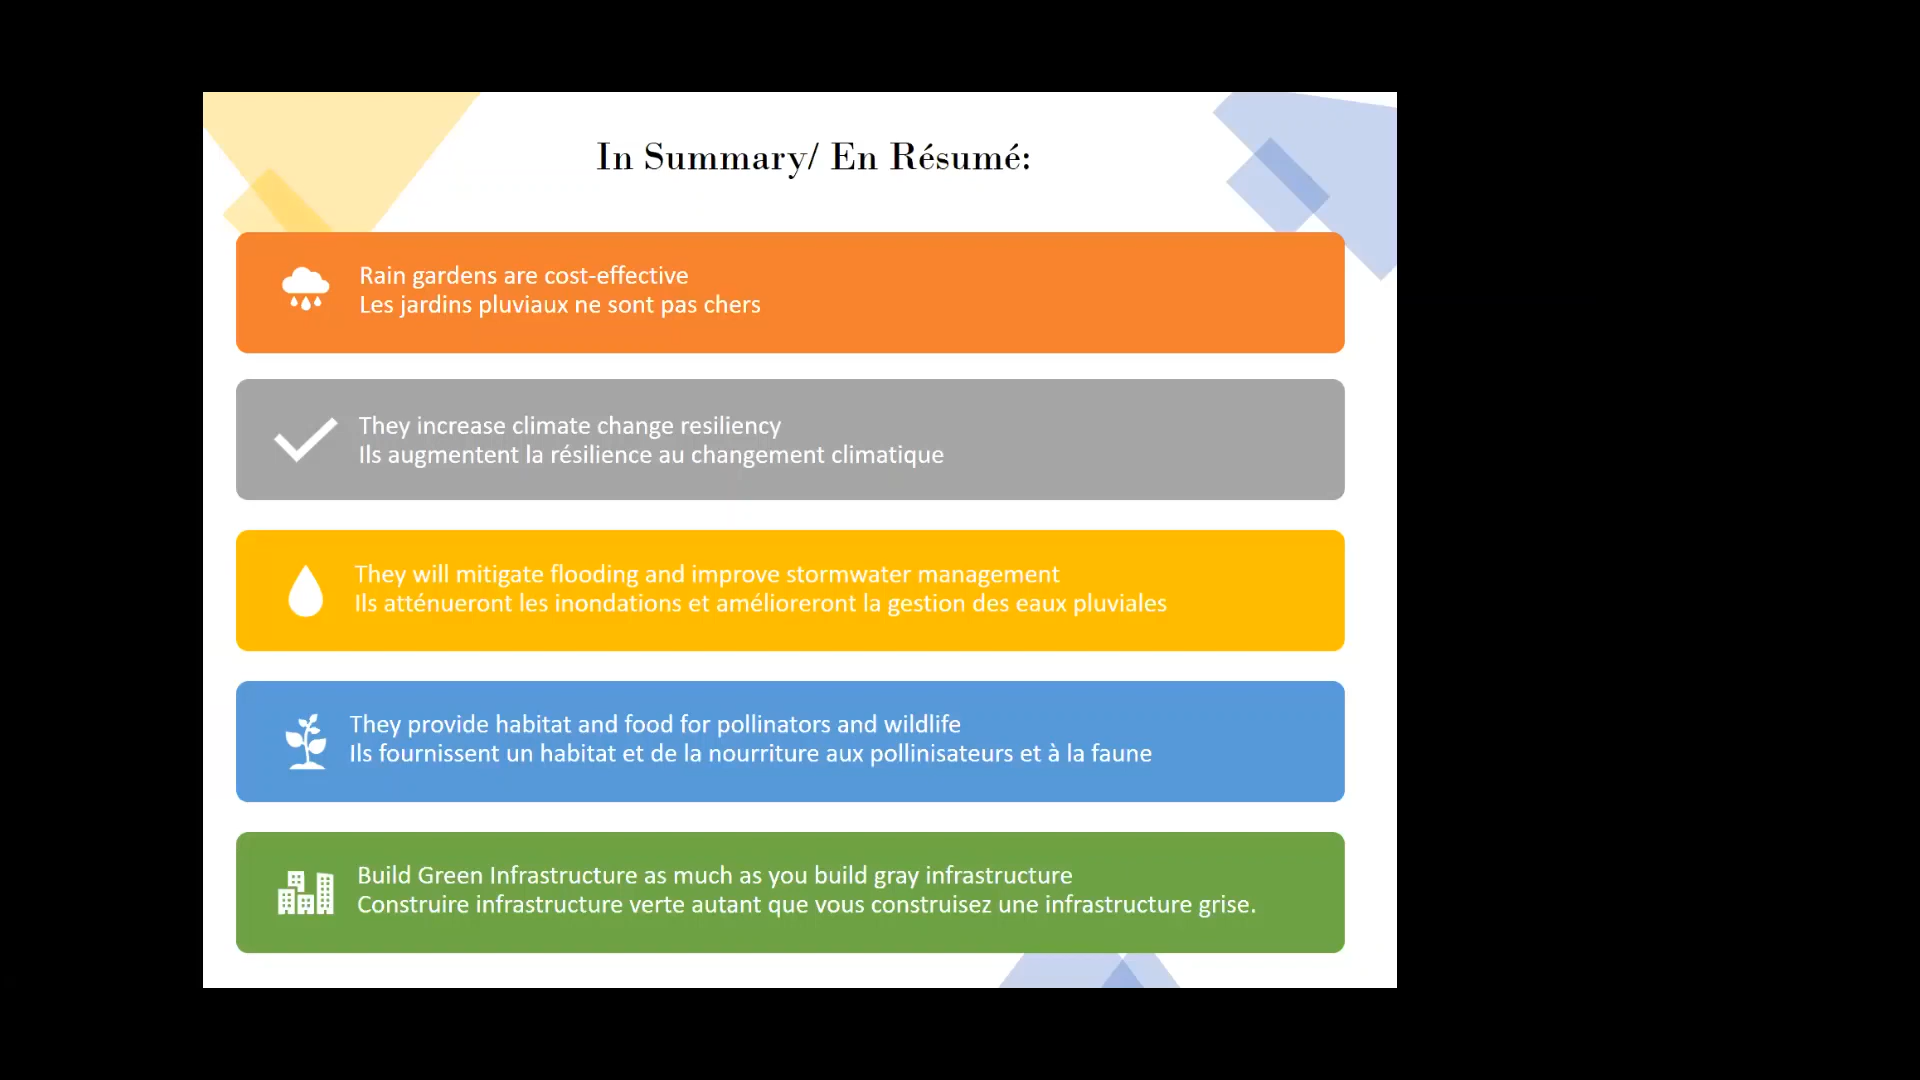 In Summary/ En Résumé:
Rain gardens are cost-effective
Les jardins pluviaux ne sont pas chers
They increase climate change resiliency
Ils augmentent la résilience au changement climatique
They will mitigate flooding and improve stormwater management
Ils atténueront les inondations et amélioreront la gestion des eaux pluviales
They provide habitat and food for pollinators and wildlife
Ils fournissent un habitat et de la nourriture aux pollinisateurs et à la faune
Build Green Infrastructure as much as you build gray infrastructure
Construire infrastructure verte autant que vous construisez une infrastructure grise.